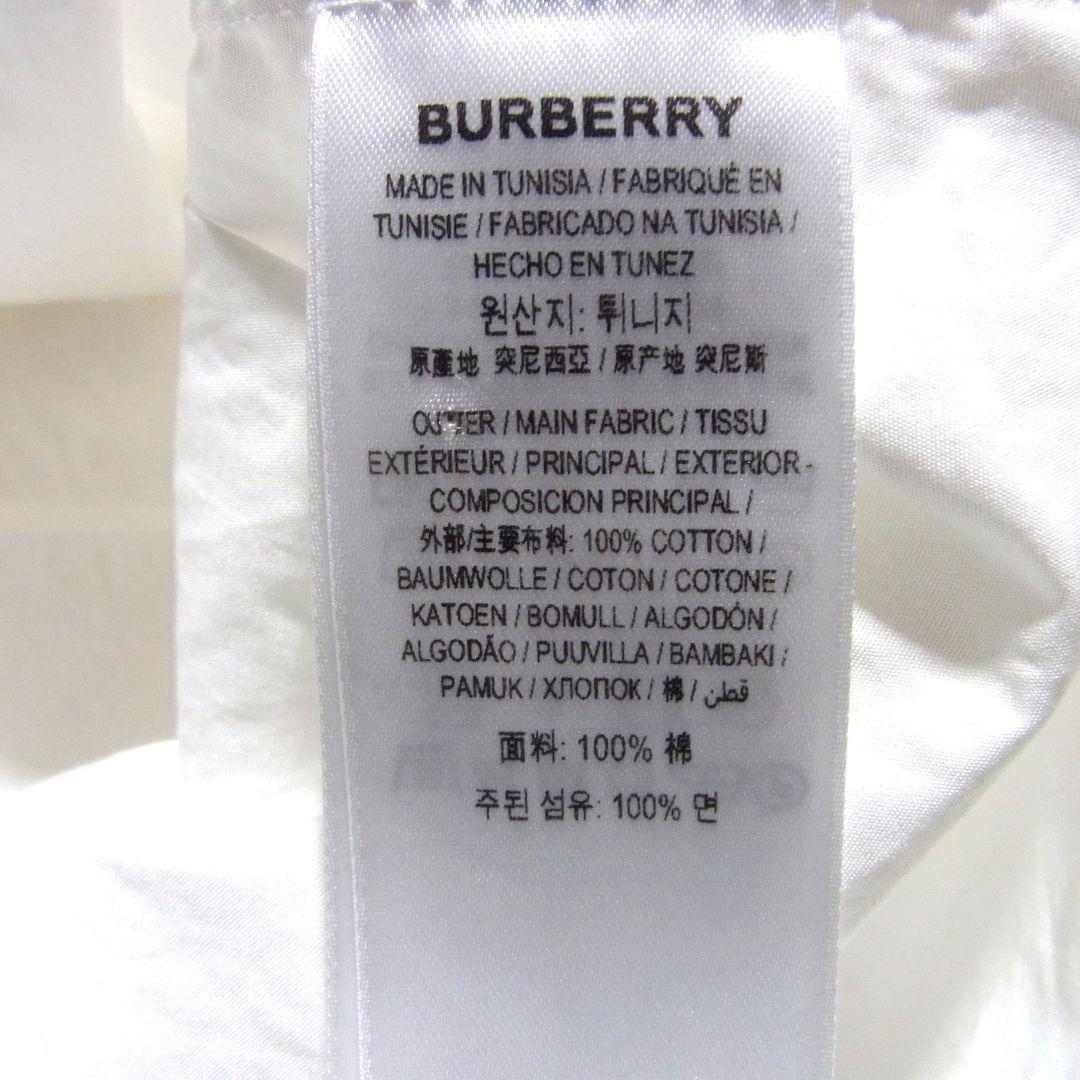 BURBERRY
MADE IN TUNISIA / FABRIQUÉ EN
TUNISIE / FABRICADO NA TUNISIA /
HECHO EN TUNEZ
원산지: 튀니지
原產地 突尼西亞 / 原产地 突尼斯
OUTER / MAIN FABRIC / TISSU
EXTÉRIEUR / PRINCIPAL / EXTERIOR -
COMPOSICION PRINCIPAL /
外部/主要布料: 100% COTTON /
BAUMWOLLE / COTON / COTONE /
KATOEN / BOMULL / ALGODÓN /
ALGODÃO / PUUVILLA / BAMBAKI /
PAMUK / ХЛОПОК / 棉 / قطن
面料: 100% 棉
주된 섬유: 100% 면